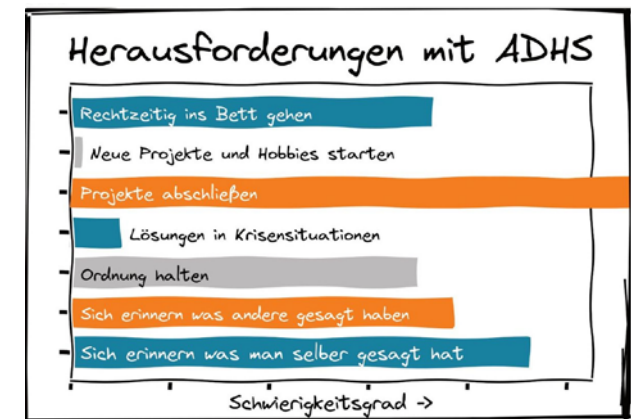 Herausforderungen mit ADHS
Rechtzeitig ins Bett gehen
Neue Projekte und Hobbies starten
Projekte abschließen
Lösungen in Krisensituationen
Ordnung halten
Sich erinnern was andere gesagt haben
Sich erinnern was man selber gesagt hat
Schwierigkeitsgrad →